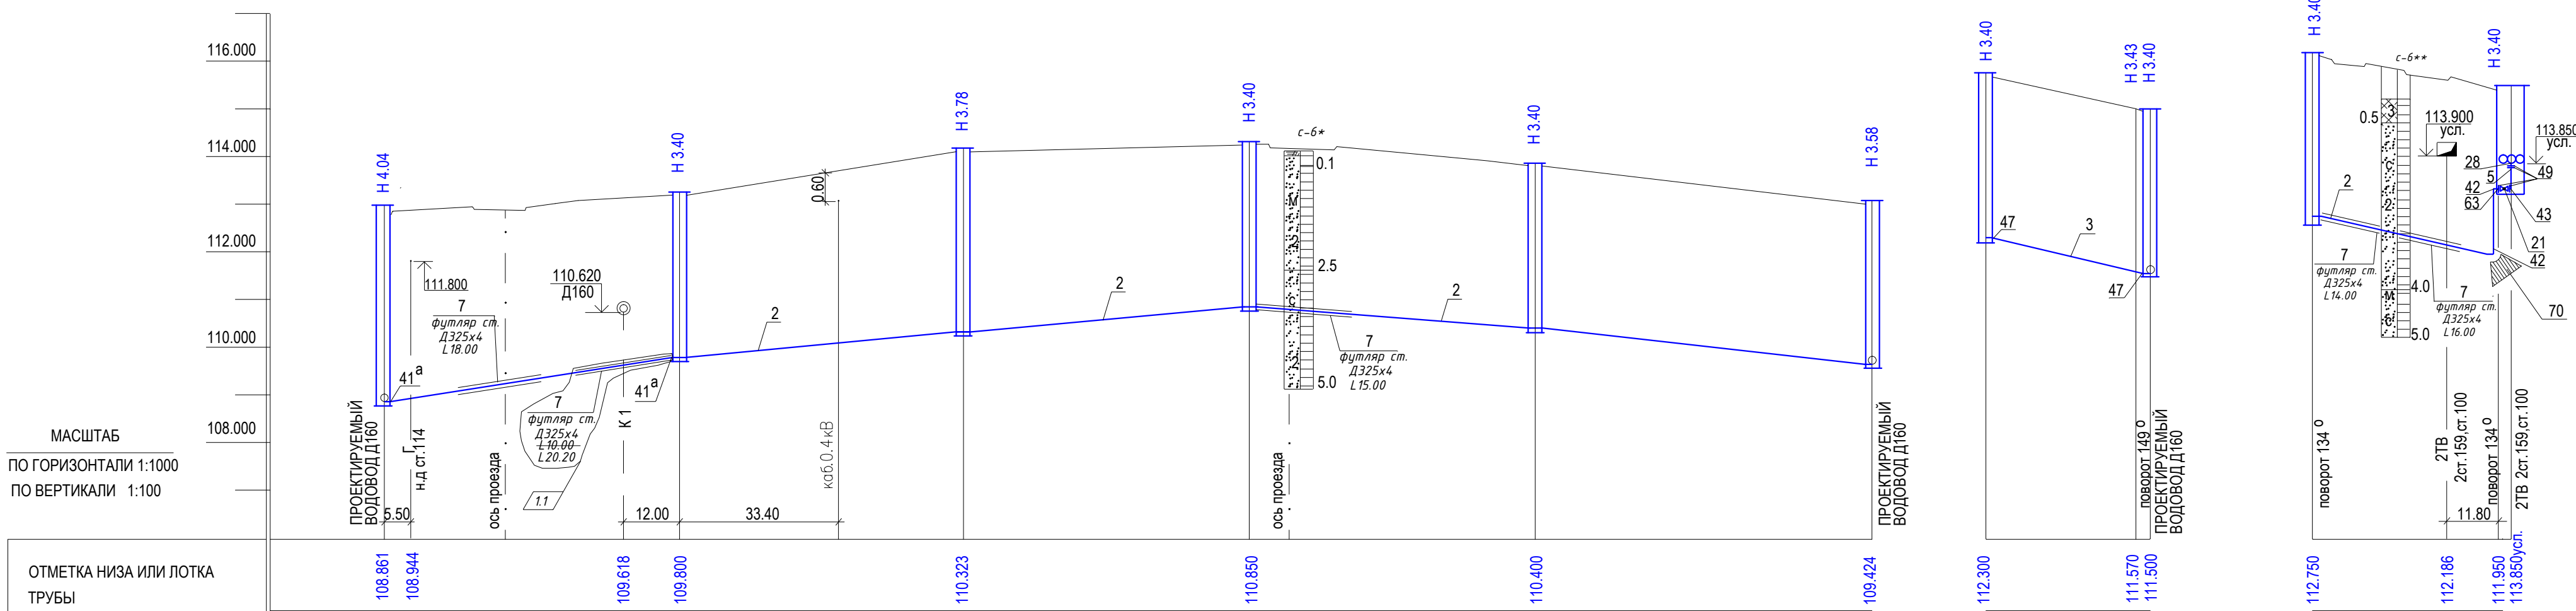 116.000
114.000
112.000
110.000
108.000
МАСШТАБ
ПО ГОРИЗОНТАЛИ 1:1000
ПО ВЕРТИКАЛИ 1:100
H 4.04
111.800
7
футляр ст.
Д325х4
L18.00
41а
ПРОЕКТИРУЕМЫЙ
ВОДОВОД Д160
5.50
Г
н.д ст.114
ось проезда
110.620
Д160
7
футляр ст.
Д325х4
L10.00
L20.20
1.1
41а
К 1
12.00
H 3.40
2
33.40
0.60
каб.0.4кВ
H 3.78
2
H 3.40
с-6*
0.1
М
2
2.5
С
2
5.0
7
футляр ст.
Д325х4
L15.00
ось проезда
2
H 3.40
H 3.58
ПРОЕКТИРУЕМЫЙ
ВОДОВОД Д160
H 3.40
47
3
H 3.43
H 3.40
47
поворот 149 о
ПРОЕКТИРУЕМЫЙ
ВОДОВОД Д160
H 3.40
с-6**
0.5
3
С
2
М
С
4.0
5.0
2
7
футляр ст.
Д325х4
L14.00
113.900
усл.
7
футляр ст.
Д325х4
L16.00
H 3.40
113.850
усл.
28
5
49
42
63
43
21
42
70
поворот 134 о
2ТВ
2ст.159,ст.100
поворот 134 о
2ТВ 2ст.159,ст.100
11.80
ОТМЕТКА НИЗА ИЛИ ЛОТКА
ТРУБЫ
108.861
108.944
109.618
109.800
110.323
110.850
110.400
109.424
112.300
111.570
111.500
112.750
112.186
111.950
113.850усл.